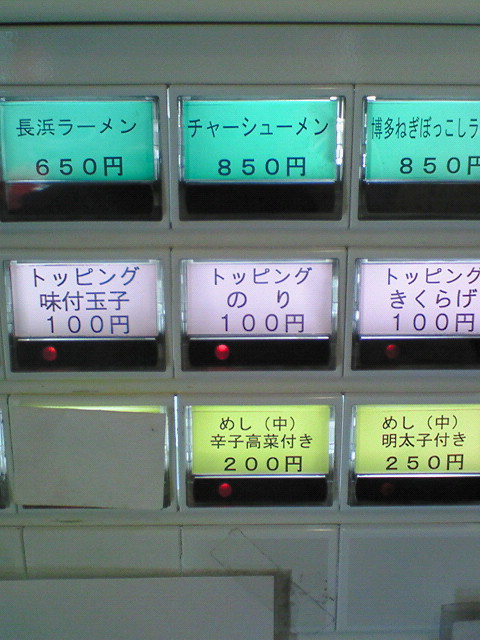 長浜ラーメン
650円
チャーシューメン
850円
博多ねぎぼっこしラ
850円
トッピング
味付玉子
100円
トッピング
のり
100円
トッピング
きくらげ
100円
めし（中）
辛子高菜付き
200円
めし（中）
明太子付き
250円